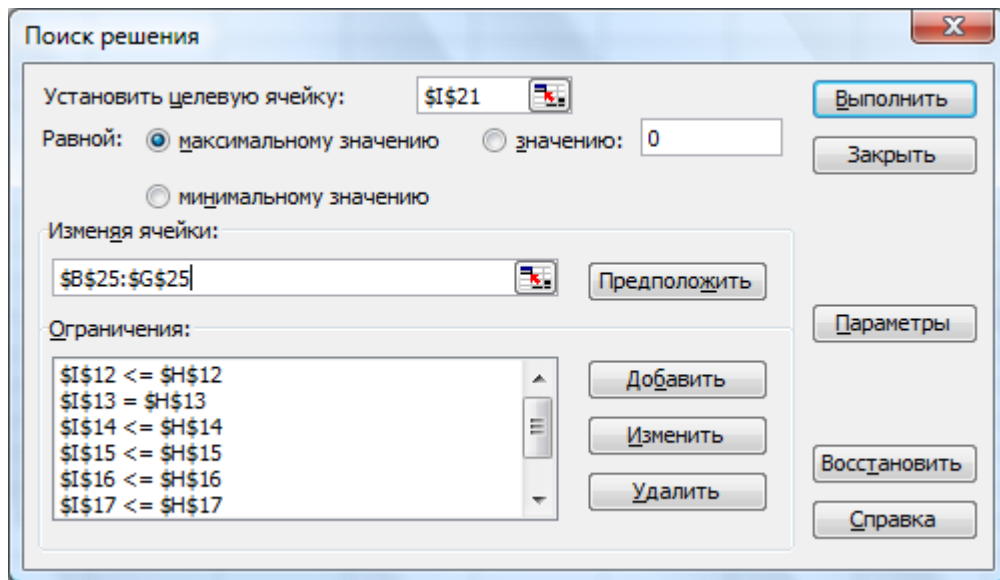 Поиск решения
Установить целевую ячейку: $I$21 Выполнить
Равной: максимальному значению значению: 0 Закрыть
минимальному значению
Изменяя ячейки:
$B$25:$G$25 Предположить
Ограничения: Параметры
$I$12 <= $H$12 Добавить
$I$13 = $H$13
$I$14 <= $H$14 Изменить
$I$15 <= $H$15 Восстановить
$I$16 <= $H$16 Удалить
$I$17 <= $H$17
Справка